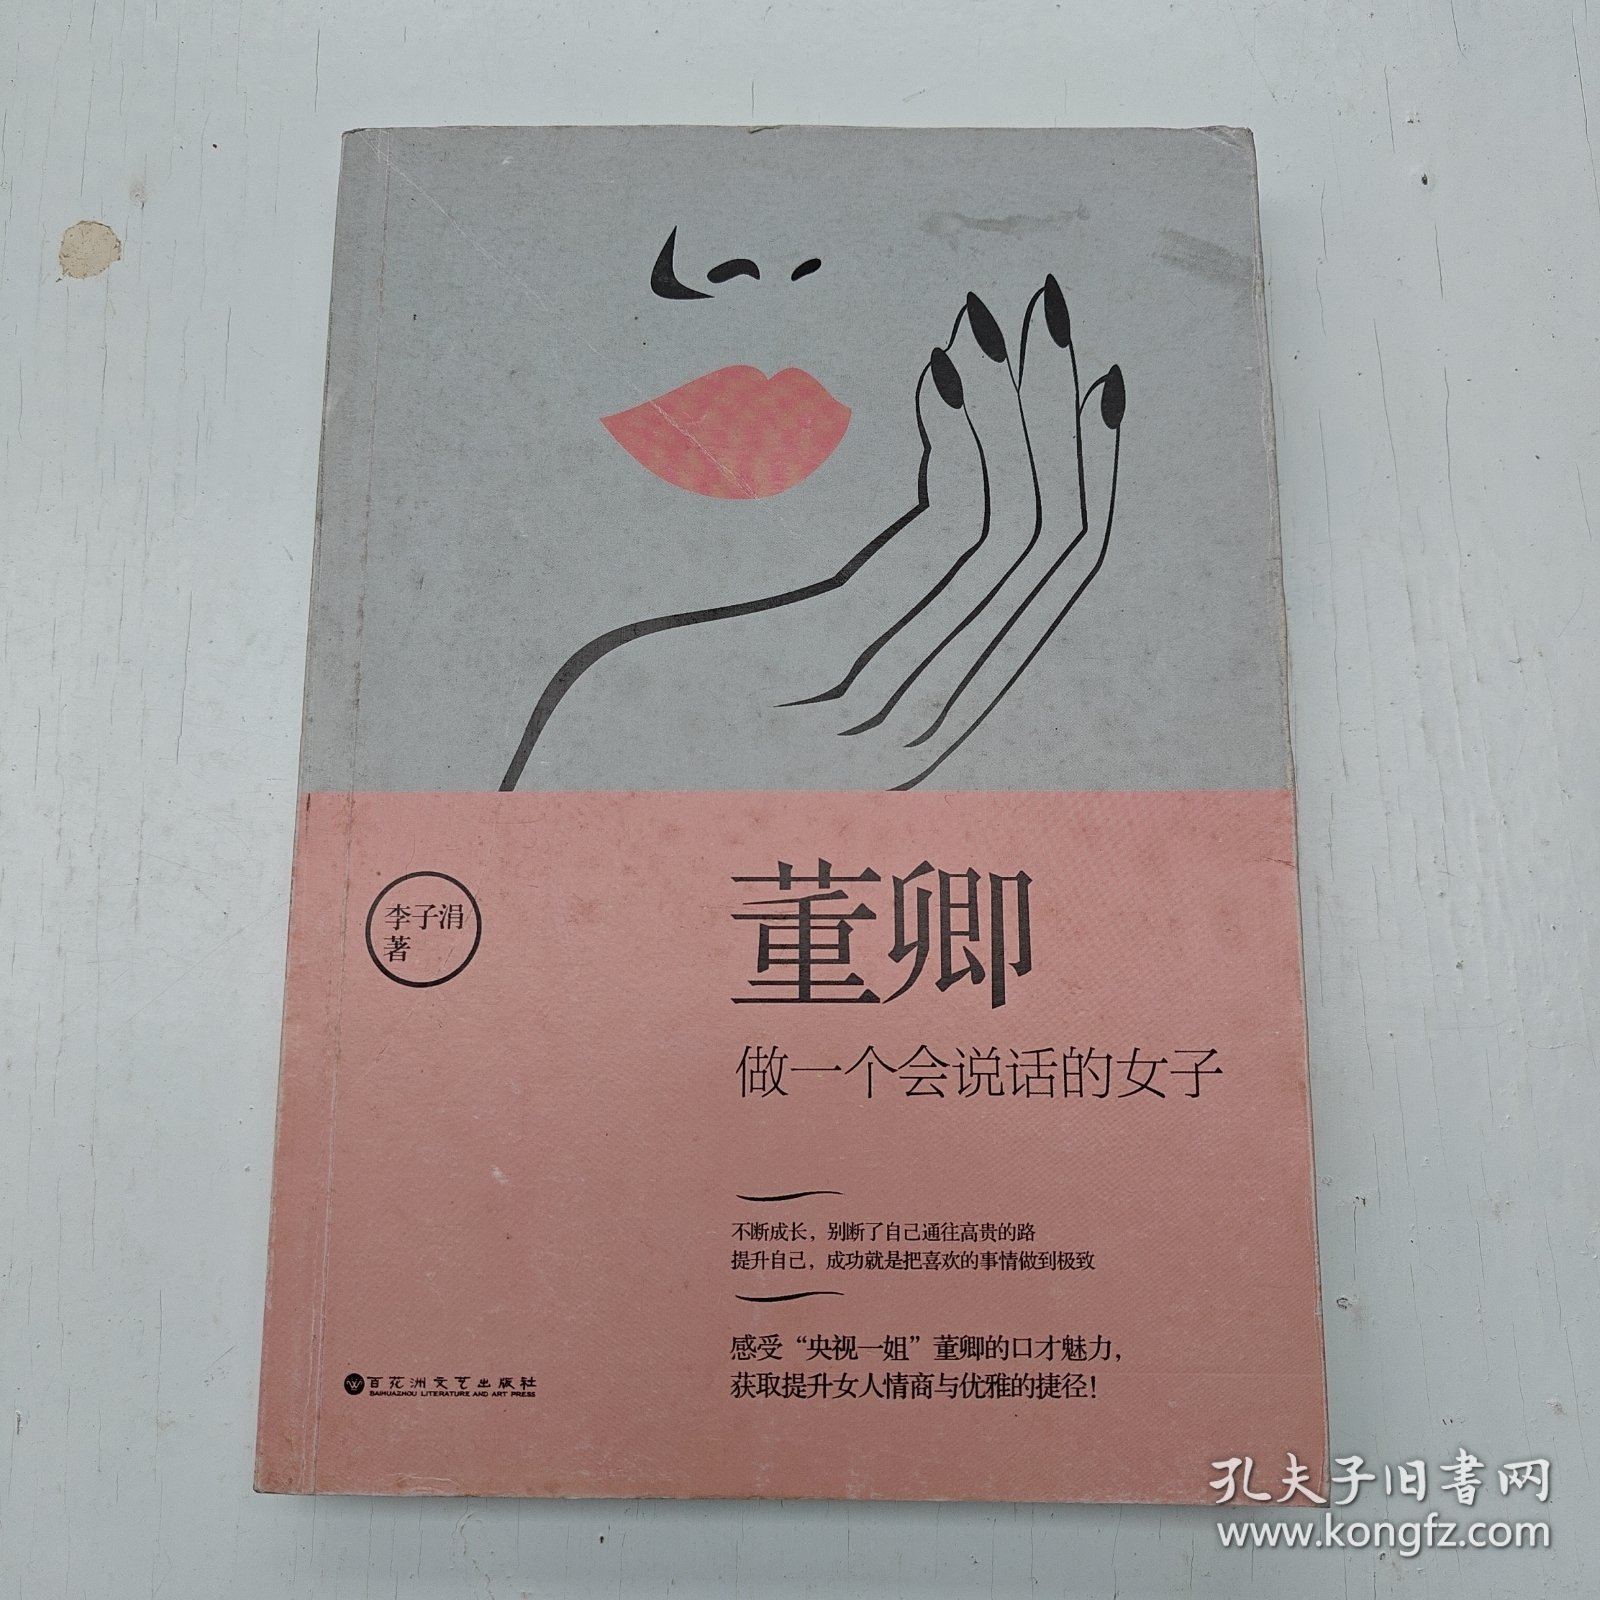 李子涓
著
董卿
做一个会说话的女子
不断成长，别断了自己通往高贵的路
提升自己，成功就是把喜欢的事情做到极致
感受“央视一姐”董卿的口才魅力，
获取提升女人情商与优雅的捷径！
百花洲文艺出版社
BAIHUAZHOU LITERATURE AND ART PRESS
孔夫子旧书网
www.kongfz.com